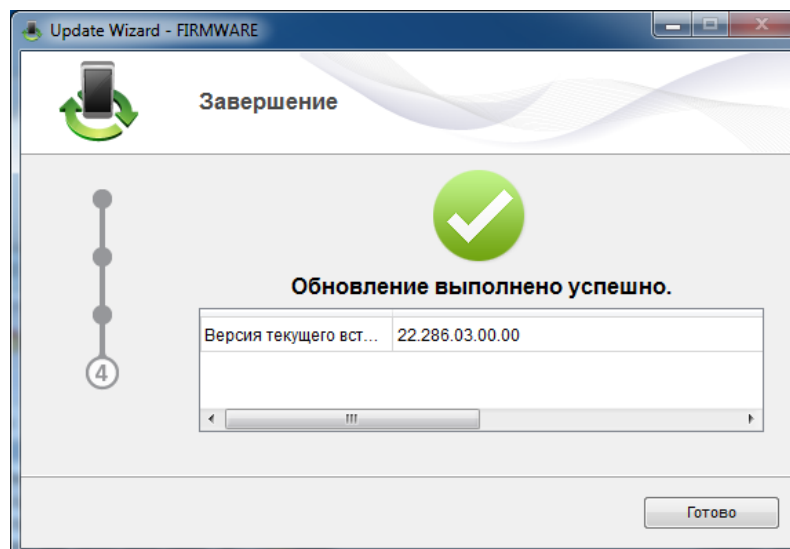 Update Wizard - FIRMWARE
Завершение
Обновление выполнено успешно.
Версия текущего вст... 22.286.03.00.00
4
Готово